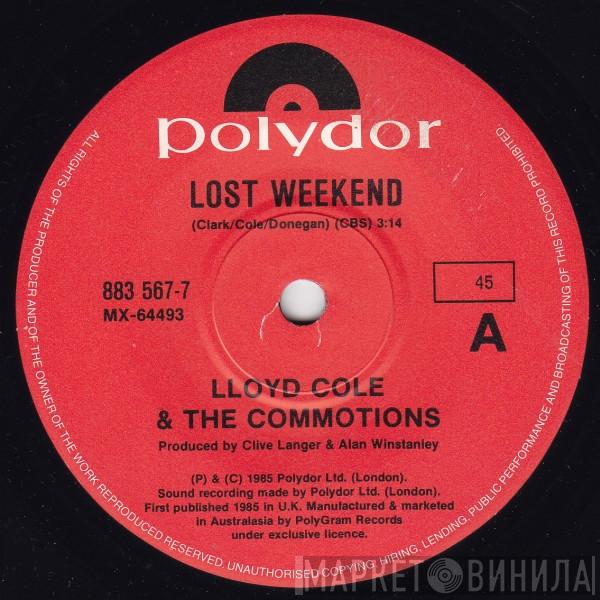 polydor
LOST WEEKEND
(Clark/Cole/Donegan) (CBS) 3:14
883 567-7
MX-64493
45
A
LLOYD COLE
& THE COMMOTIONS
Produced by Clive Langer & Alan Winstanley
(P) & (C) 1985 Polydor Ltd. (London).
Sound recording made by Polydor Ltd. (London).
First published 1985 in U.K. Manufactured & marketed
in Australasia by PolyGram Records
under exclusive licence.
ALL RIGHTS OF THE PRODUCER AND OF THE OWNER OF THE WORK REPRODUCED RESERVED. UNAUTHORISED COPYING, HIRING, LENDING, PUBLIC PERFORMANCE AND BROADCASTING OF THIS RECORD PROHIBITED.
МАРКЕТ ВИНИЛА